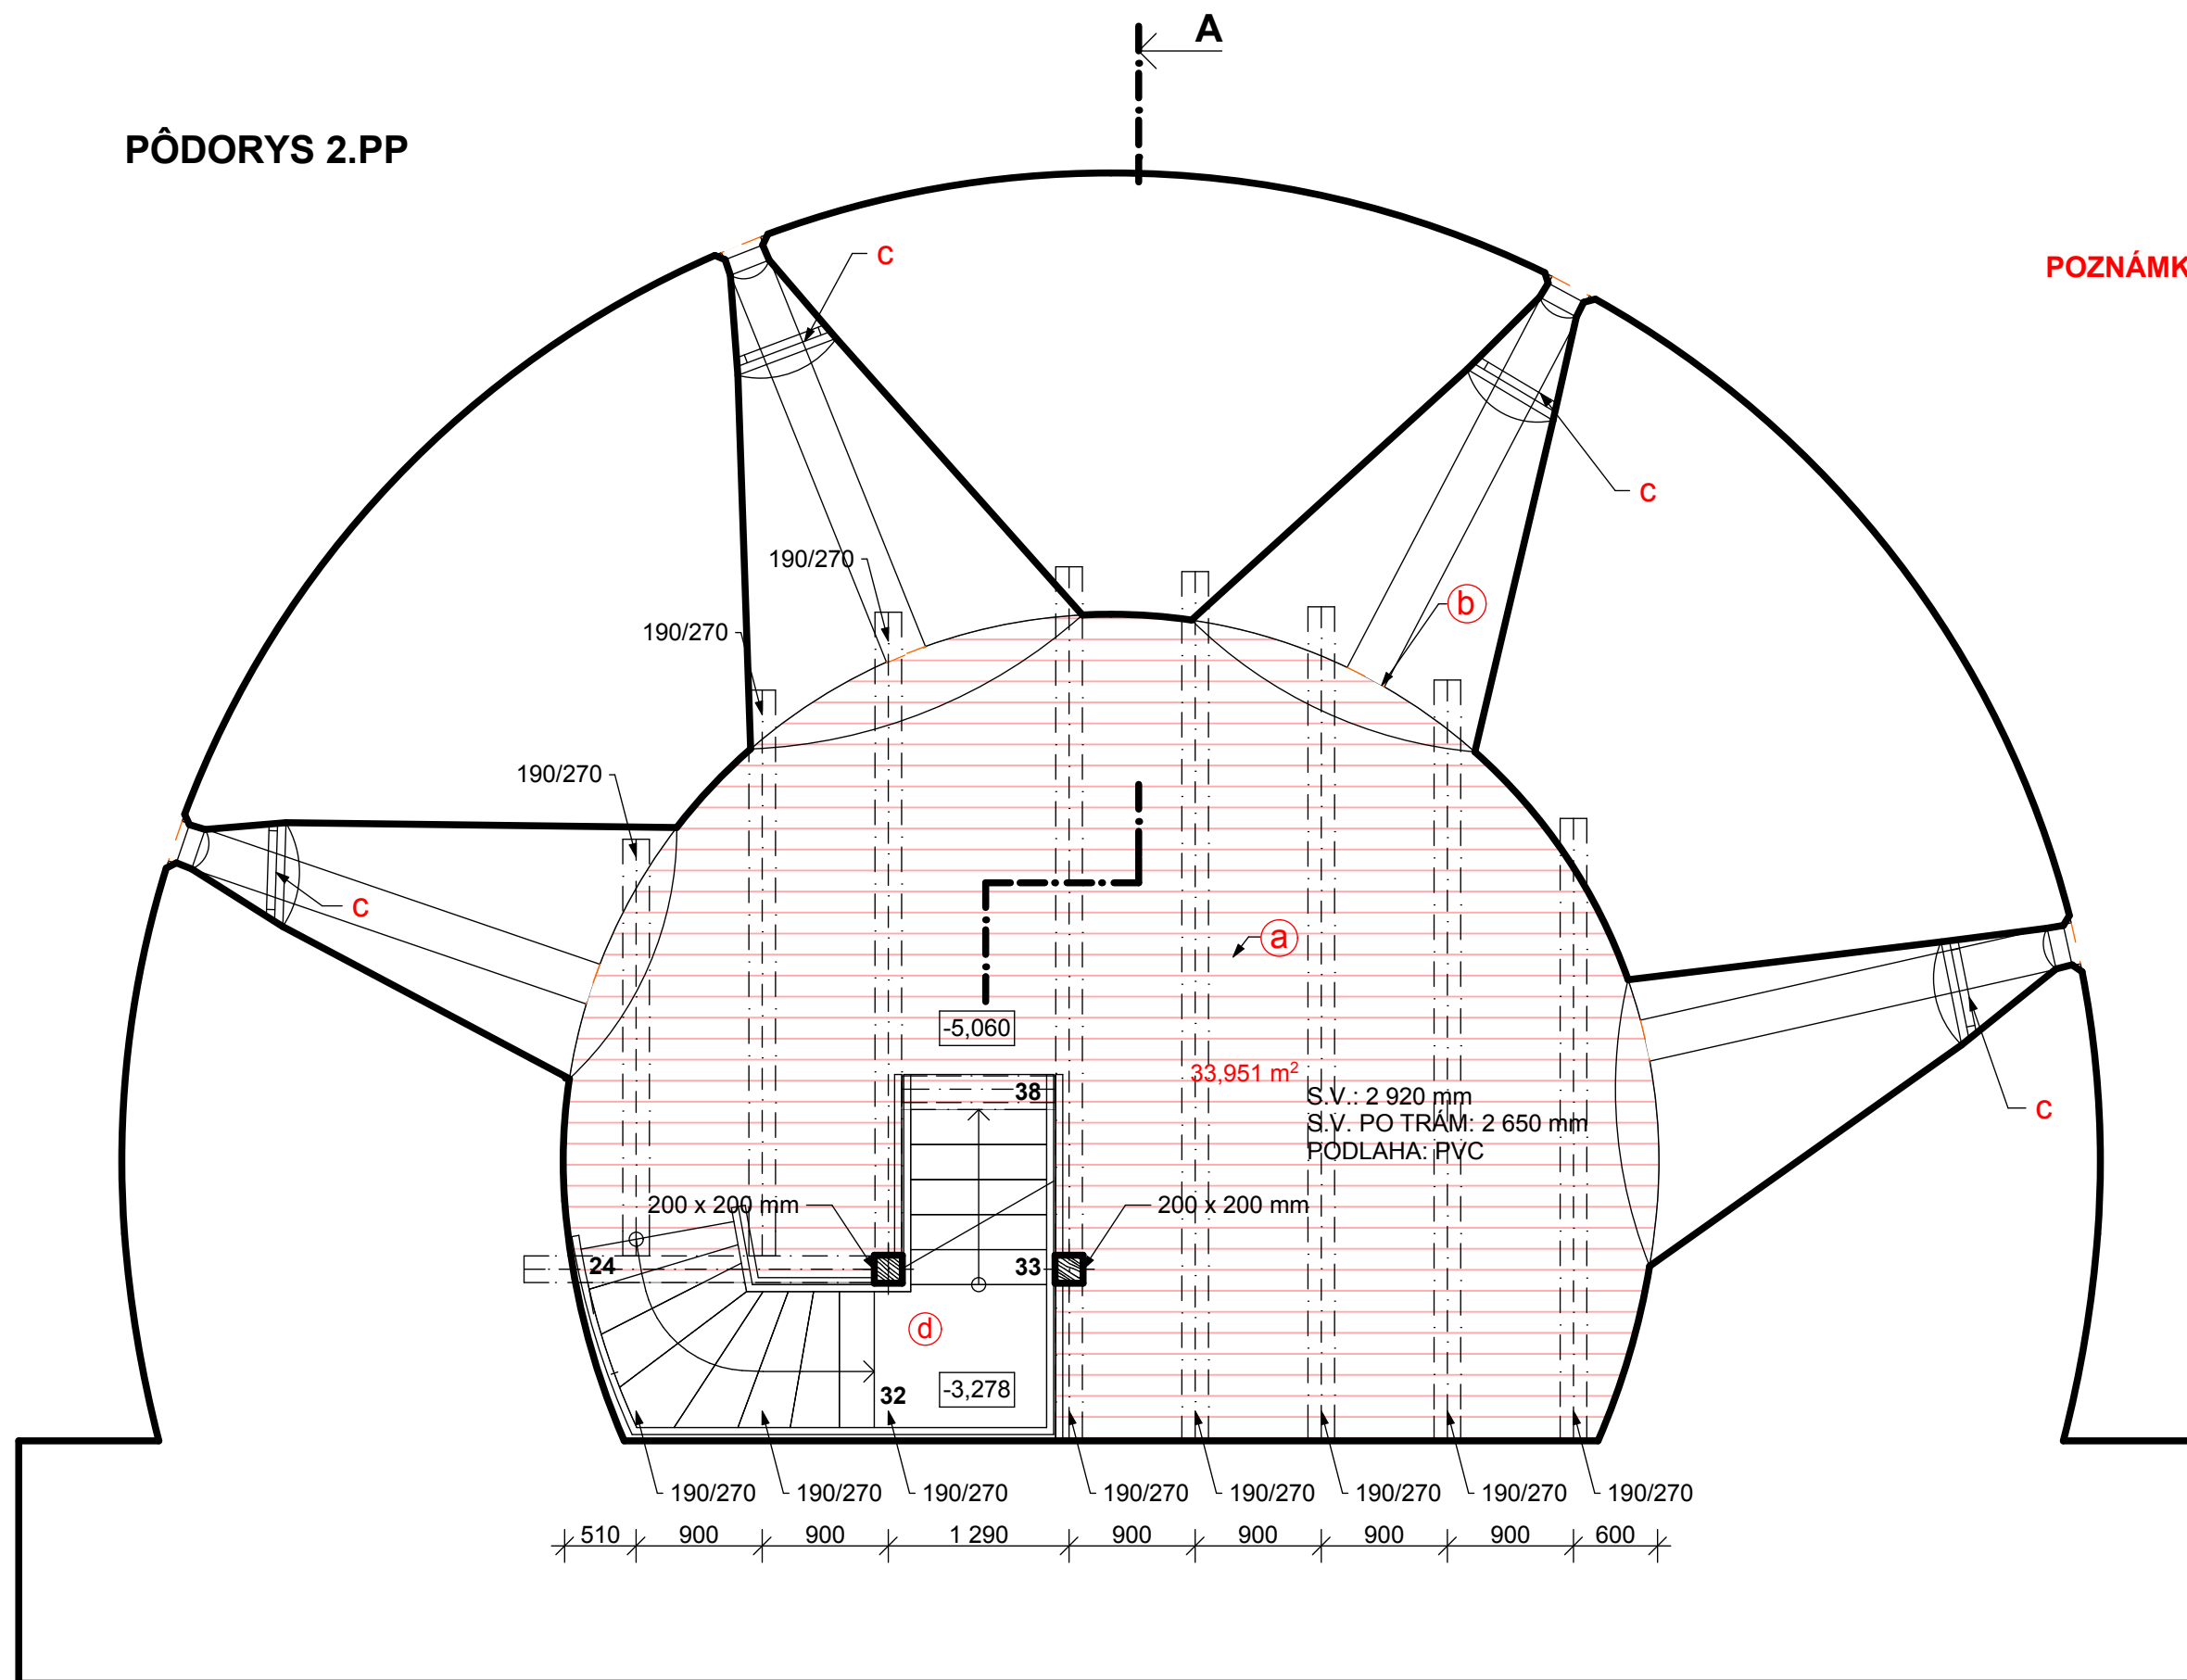 A
PÔDORYS 2.PP
c
POZNÁMK
c
190/270
b
190/270
190/270
c
a
-5,060
33,951 m²
38
S.V.: 2 920 mm
S.V. PO TRÁM: 2 650 mm
PODLAHA: PVC
c
200 x 200 mm
200 x 200 mm
24
33
d
32
-3,278
190/270
190/270
190/270
190/270
190/270
190/270
190/270
190/270
510
900
900
1 290
900
900
900
900
600